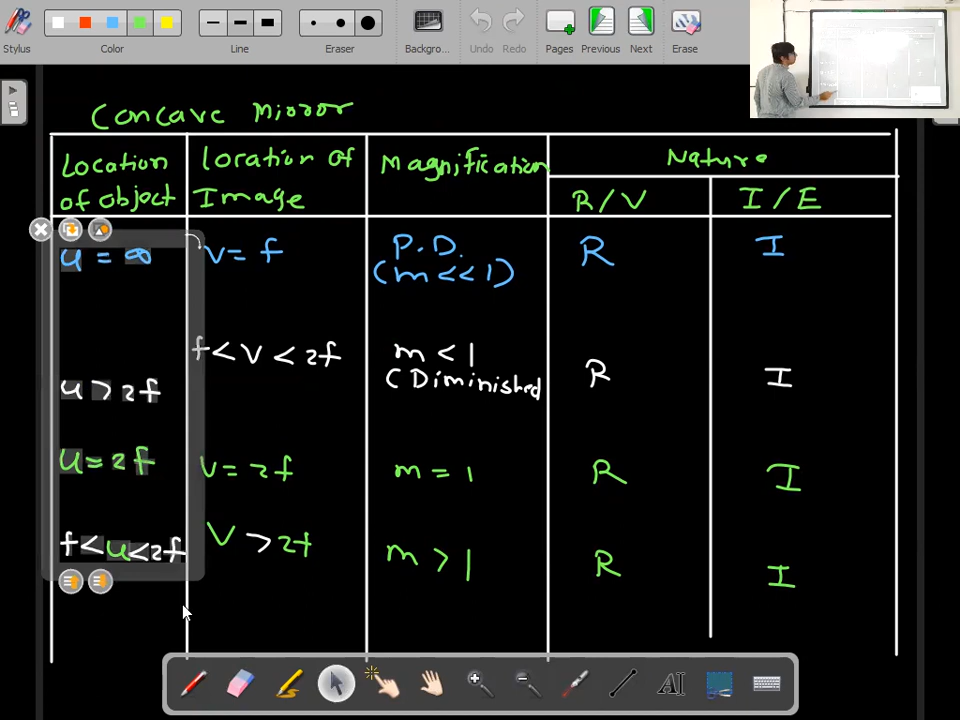 Stylus
Color
Line
Eraser
Backgro...
Undo
Redo
Pages
Previous
Next
Erase
Concave Mirror
Location of object
Location of Image
Magnification
Nature
R/V
I/E
u = ∞
v = f
P.D.
(m << 1)
R
I
u > 2f
f < v < 2f
m < 1
( Diminished
R
I
u = 2f
v = 2f
m = 1
R
I
f < u < 2f
v > 2f
m > 1
R
I
AI